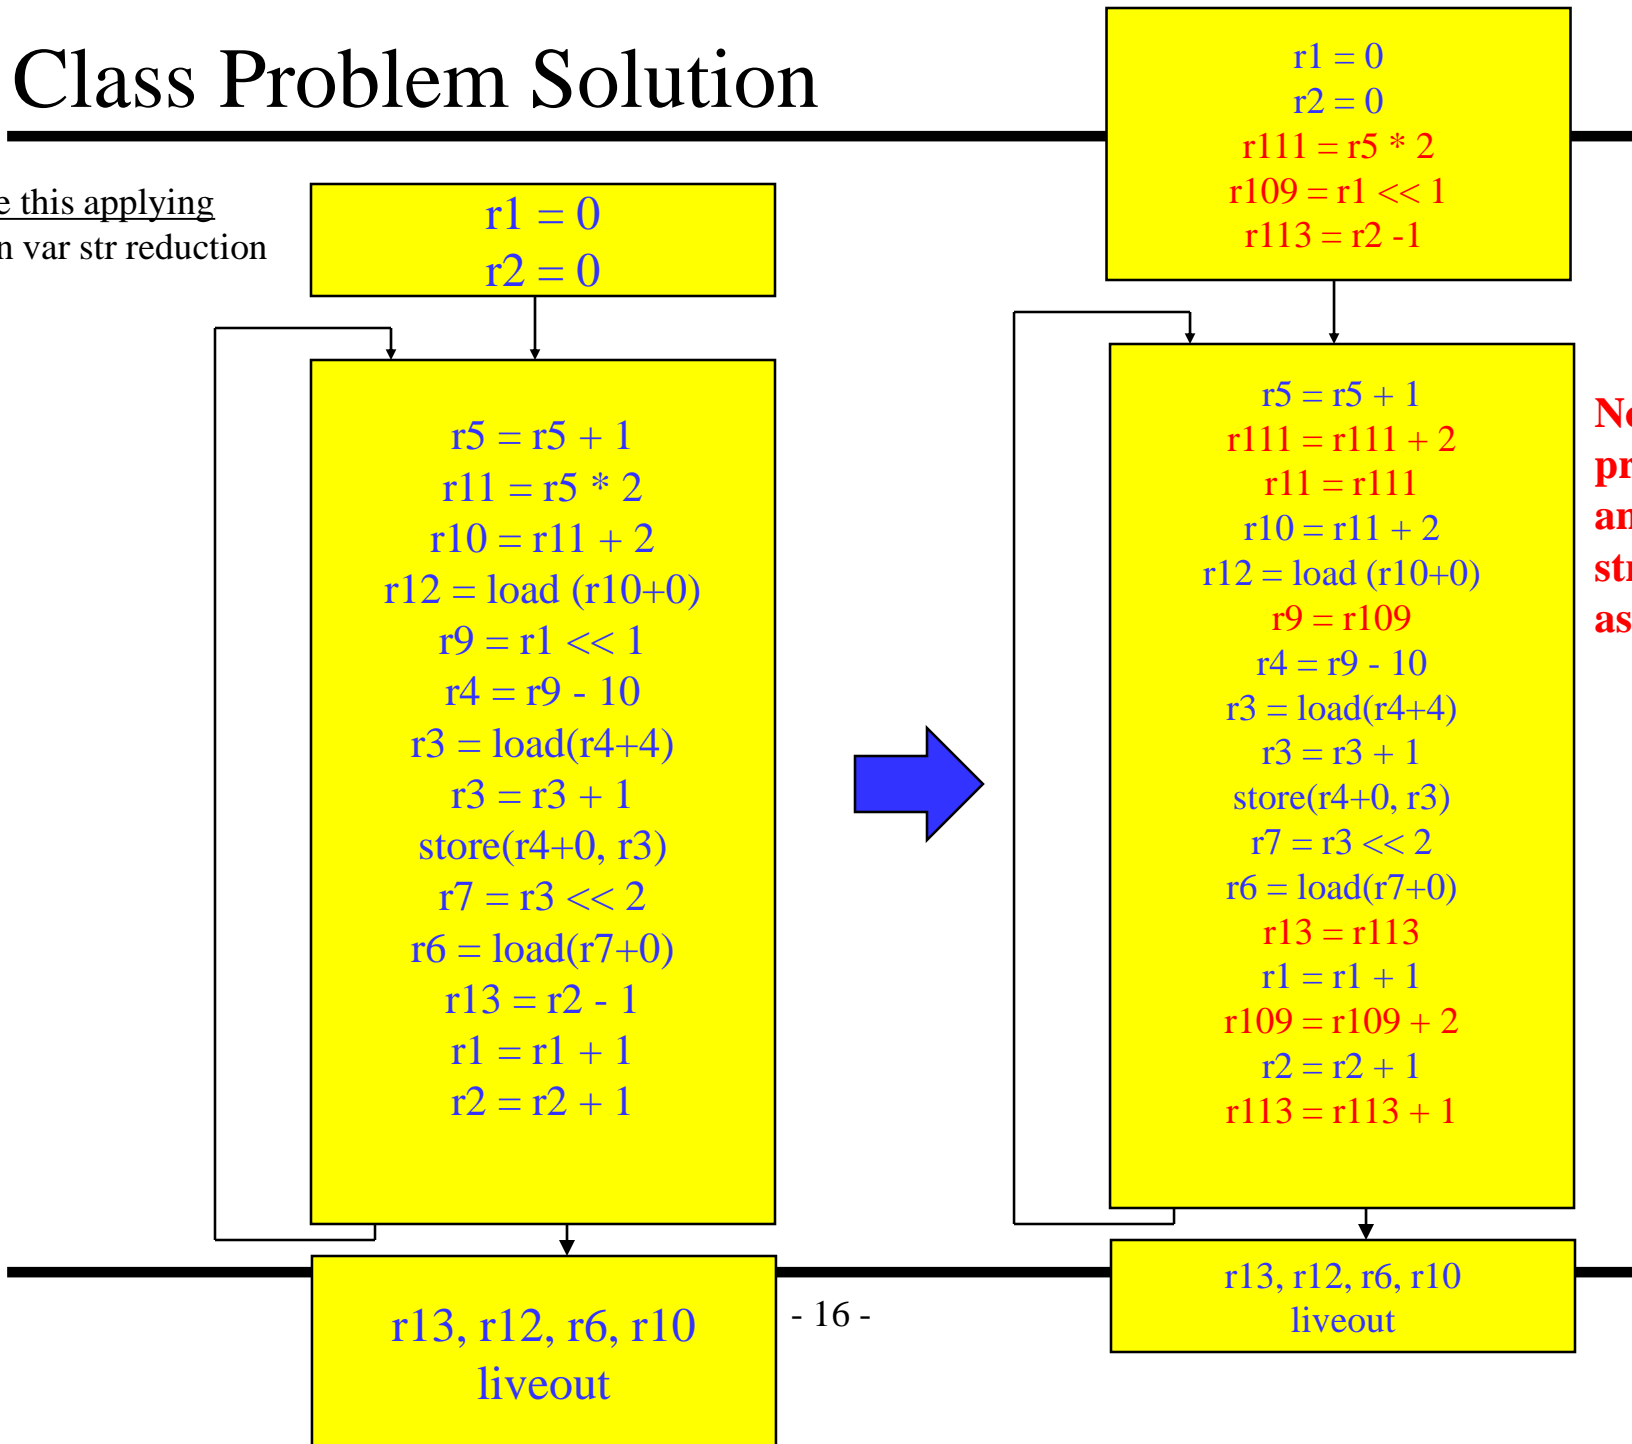 Class Problem Solution
this applying
var str reduction
r1 = 0
r2 = 0
r5 = r5 + 1
r11 = r5 * 2
r10 = r11 + 2
r12 = load (r10+0)
r9 = r1 << 1
r4 = r9 - 10
r3 = load(r4+4)
r3 = r3 + 1
store(r4+0, r3)
r7 = r3 << 2
r6 = load(r7+0)
r13 = r2 - 1
r1 = r1 + 1
r2 = r2 + 1
r13, r12, r6, r10
liveout
r1 = 0
r2 = 0
r111 = r5 * 2
r109 = r1 << 1
r113 = r2 -1
r5 = r5 + 1
r111 = r111 + 2
r11 = r111
r10 = r11 + 2
r12 = load (r10+0)
r9 = r109
r4 = r9 - 10
r3 = load(r4+4)
r3 = r3 + 1
store(r4+0, r3)
r7 = r3 << 2
r6 = load(r7+0)
r13 = r113
r1 = r1 + 1
r109 = r109 + 2
r2 = r2 + 1
r113 = r113 + 1
r13, r12, r6, r10
liveout
- 16 -